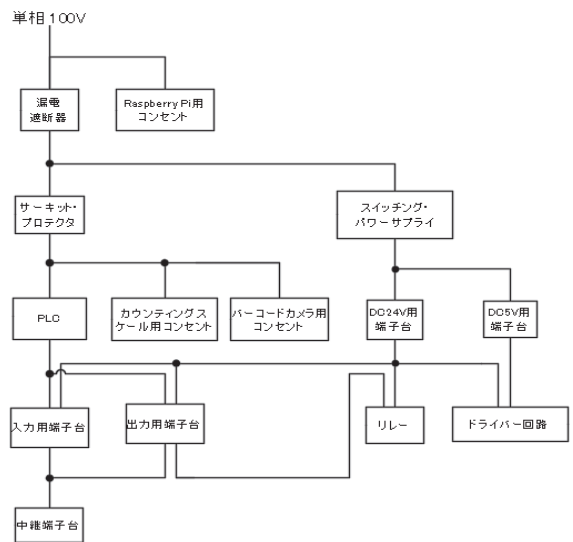 単相100V
漏電
遮断器
Raspberry Pi用
コンセント
サーキット・
プロテクタ
スイッチング・
パワーサプライ
PLC
カウンティングス
ケール用コンセント
バーコードカメラ用
コンセント
DC24V用
端子台
DC5V用
端子台
入力用端子台
出力用端子台
リレー
ドライバー回路
中継端子台